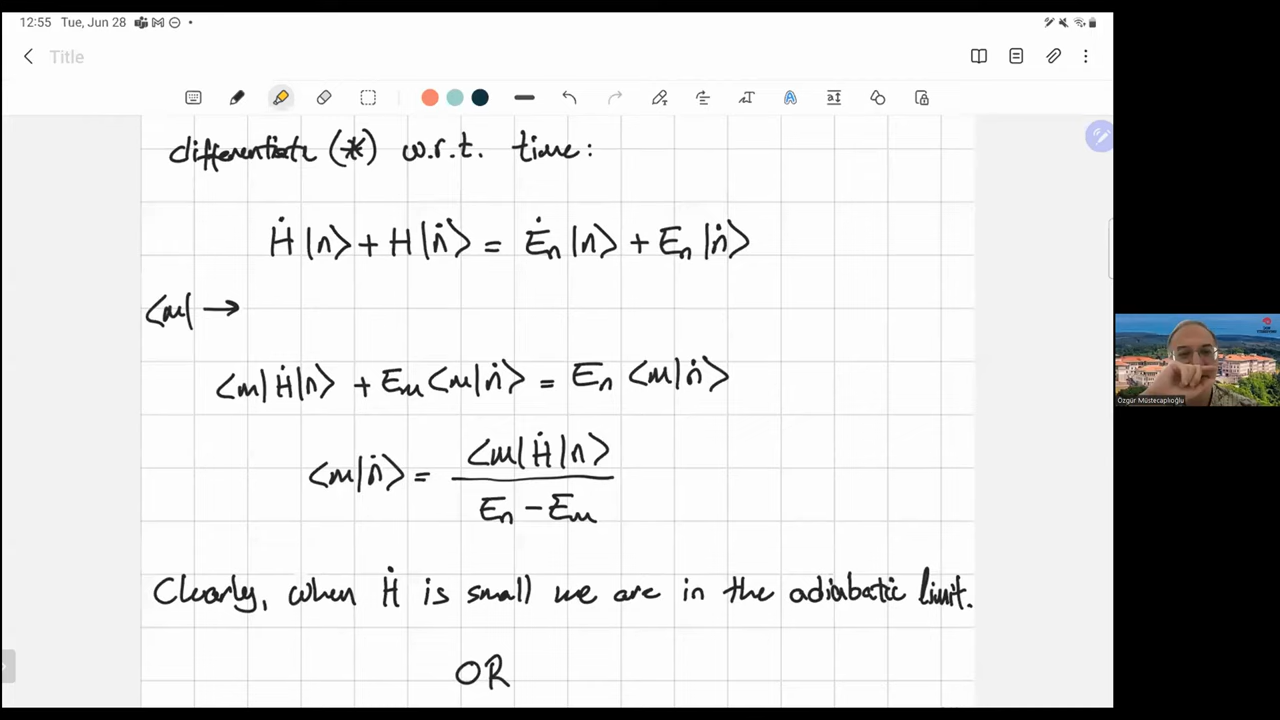 12:55 Tue, Jun 28
Title
differentiate (*) w.r.t. time:
Ḣ|n⟩ + H|ṅ⟩ = Ėₙ|n⟩ + Eₙ|ṅ⟩
⟨m| →
⟨m|Ḣ|n⟩ + Eₘ⟨m|ṅ⟩ = Eₙ⟨m|ṅ⟩
⟨m|ṅ⟩ = ⟨m|Ḣ|n⟩ / Eₙ − Eₘ
Clearly, when Ḣ is small we are in the adiabatic limit.
OR
Özgür Müstecaplıoğlu